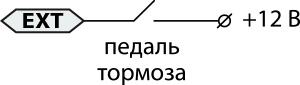 EXT +12 В
педаль
тормоза